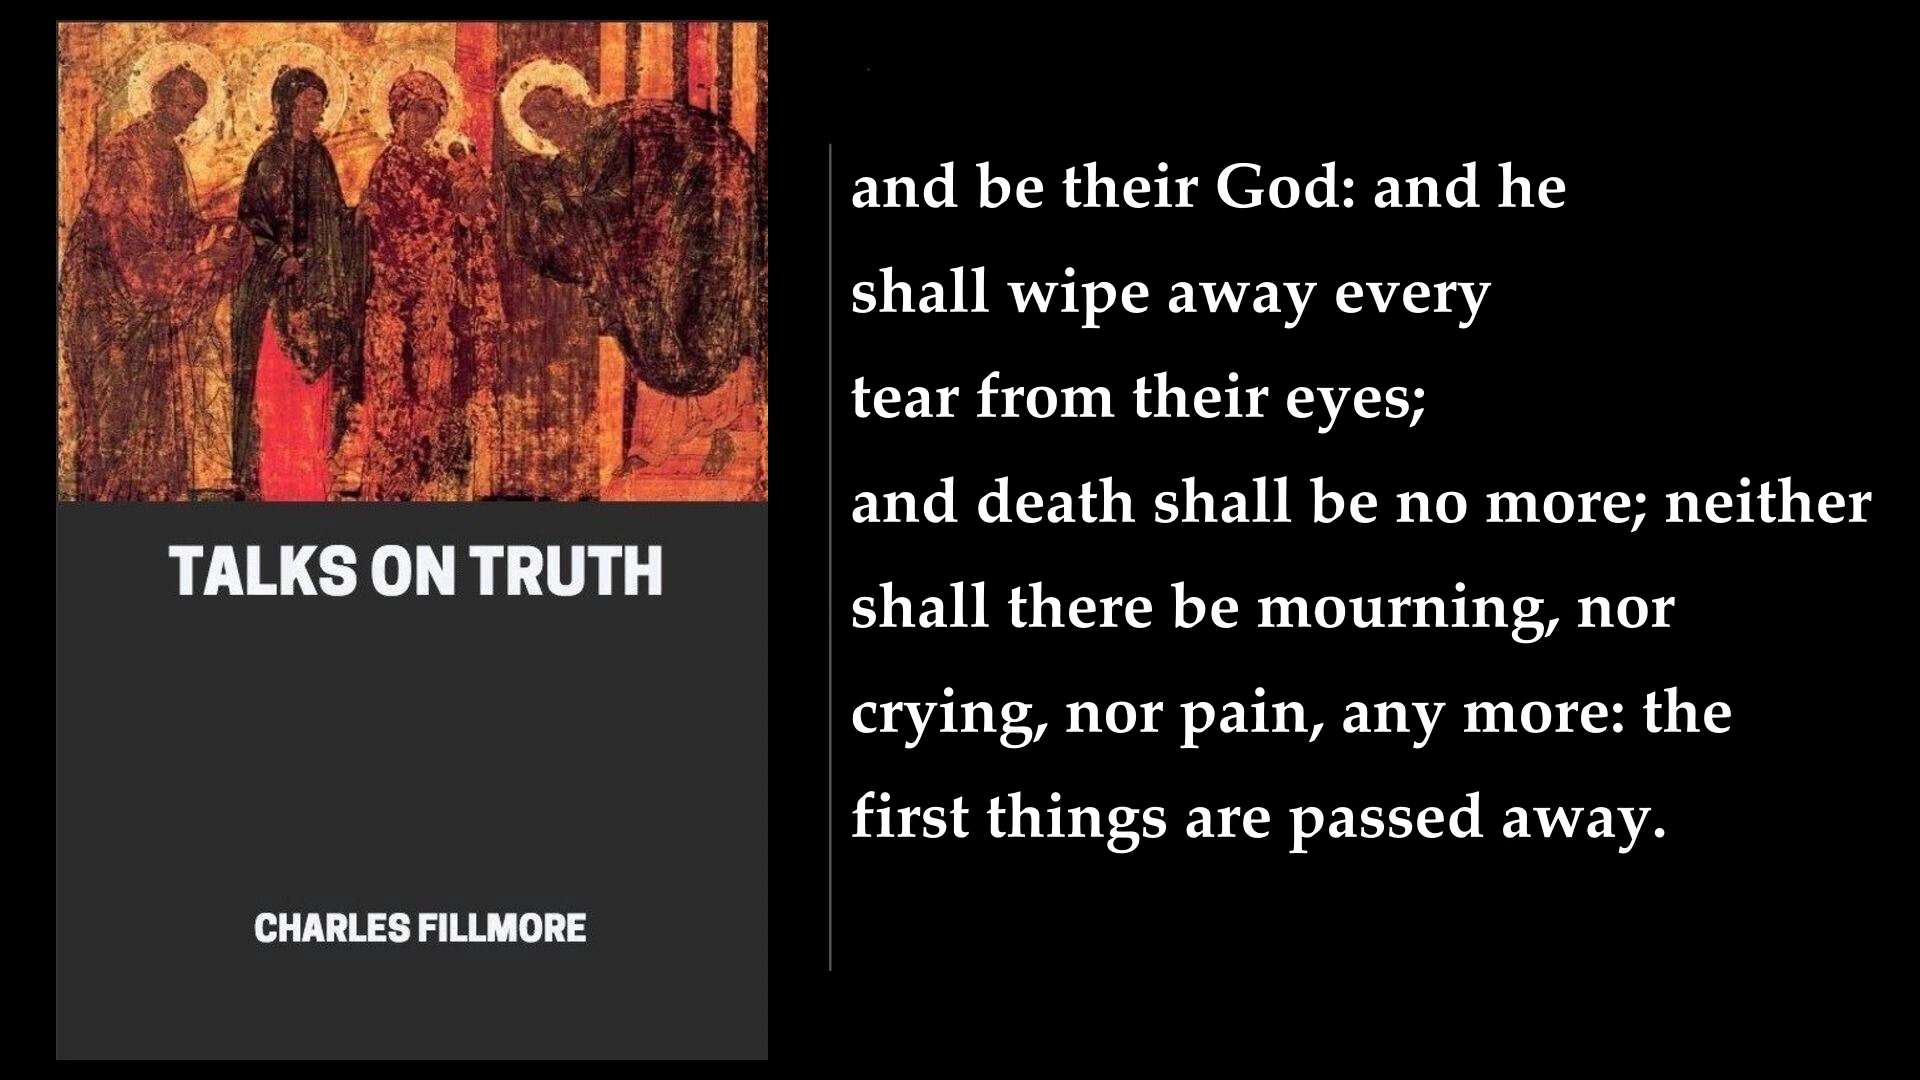 TALKS ON TRUTH
CHARLES FILLMORE
and be their God: and he
shall wipe away every
tear from their eyes;
and death shall be no more; neither
shall there be mourning, nor
crying, nor pain, any more: the
first things are passed away.